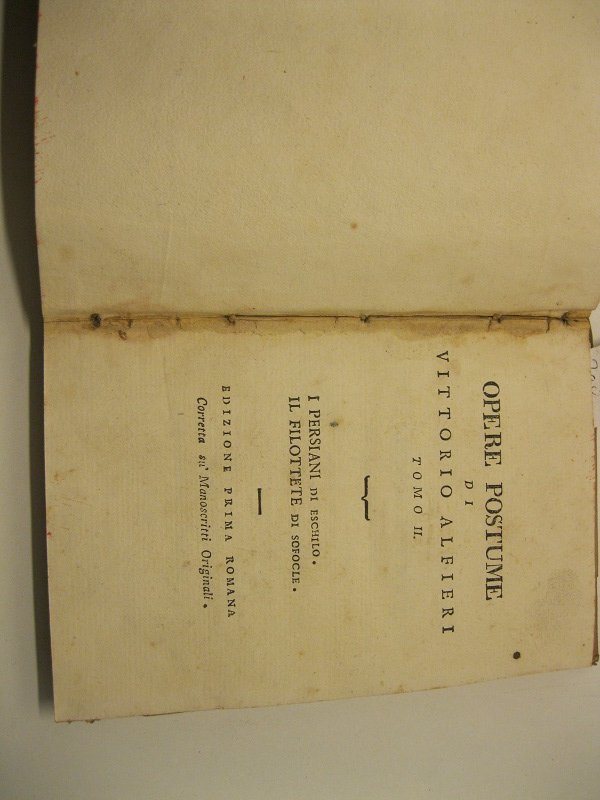 OPERE POSTUME
DI
VITTORIO ALFIERI
TOMO II.
I PERSIANI DI ESCHILO.
IL FILOTTETE DI SOFOCLE.
EDIZIONE PRIMA ROMANA
Corretta su' Manoscritti Originali.